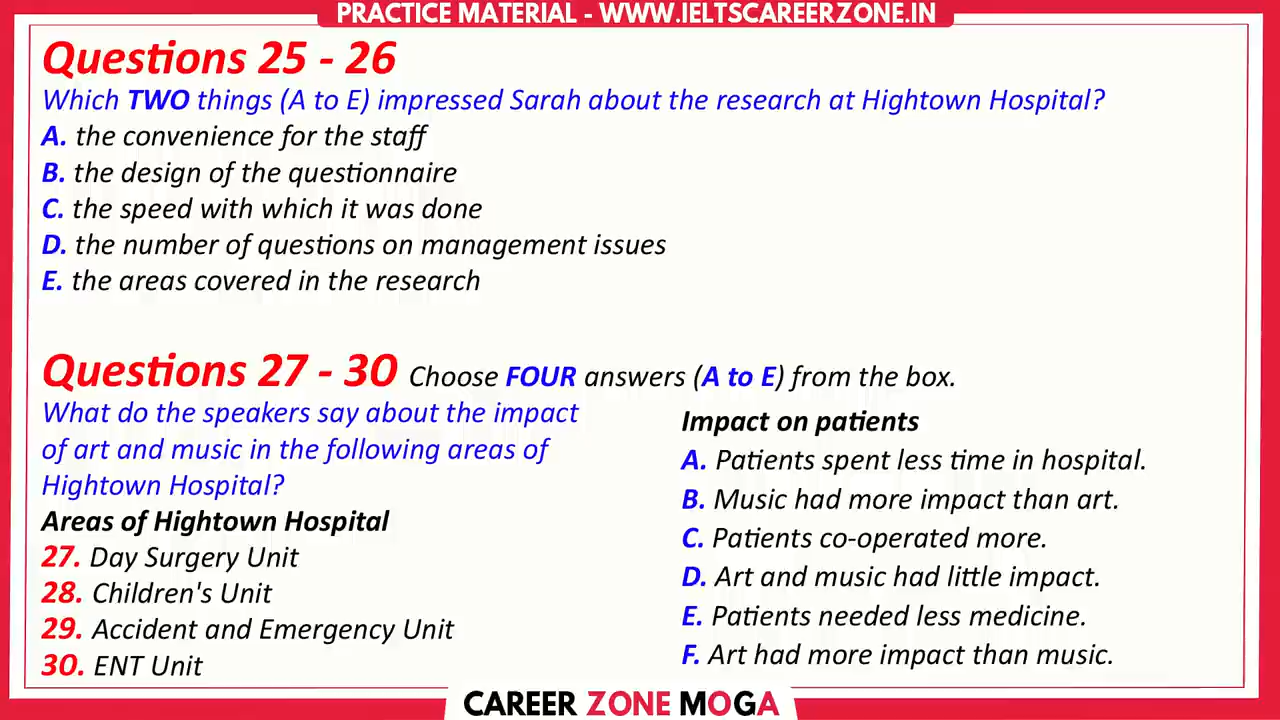 PRACTICE MATERIAL - WWW.IELTSCAREERZONE.IN
Questions 25 - 26
Which TWO things (A to E) impressed Sarah about the research at Hightown Hospital?
A. the convenience for the staff
B. the design of the questionnaire
C. the speed with which it was done
D. the number of questions on management issues
E. the areas covered in the research
Questions 27 - 30 Choose FOUR answers (A to E) from the box.
What do the speakers say about the impact
of art and music in the following areas of
Hightown Hospital?
Areas of Hightown Hospital
27. Day Surgery Unit
28. Children's Unit
29. Accident and Emergency Unit
30. ENT Unit
Impact on patients
A. Patients spent less time in hospital.
B. Music had more impact than art.
C. Patients co-operated more.
D. Art and music had little impact.
E. Patients needed less medicine.
F. Art had more impact than music.
CAREER ZONE MOGA